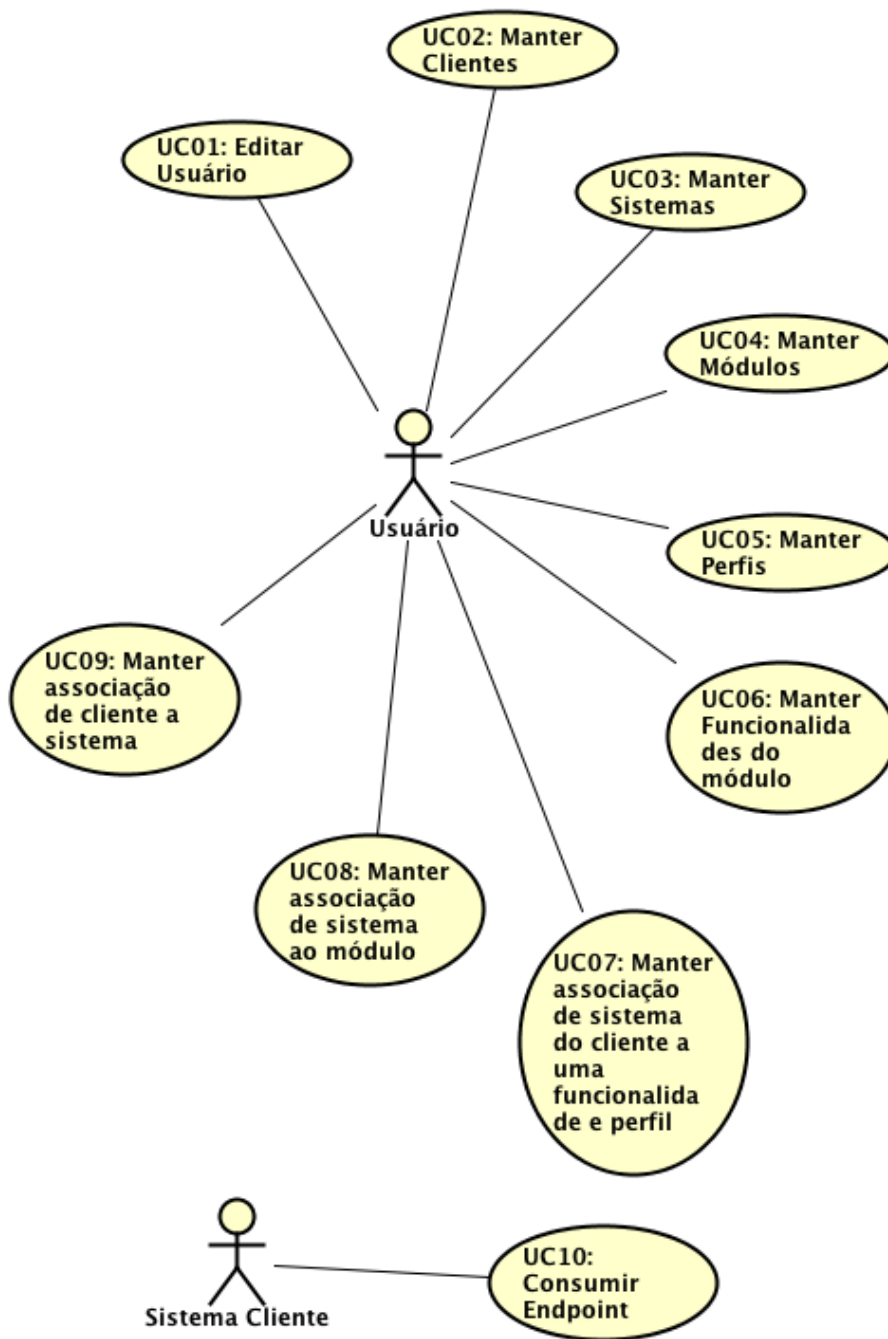 UC02: Manter
Clientes
UC01: Editar
Usuário
UC03: Manter
Sistemas
UC04: Manter
Módulos
UC05: Manter
Perfis
Usuário
UC09: Manter
associação
de cliente a
sistema
UC06: Manter
Funcionalida
des do
módulo
UC08: Manter
associação
de sistema
ao módulo
UC07: Manter
associação
de sistema
do cliente a
uma
funcionalida
de e perfil
Sistema Cliente
UC10:
Consumir
Endpoint